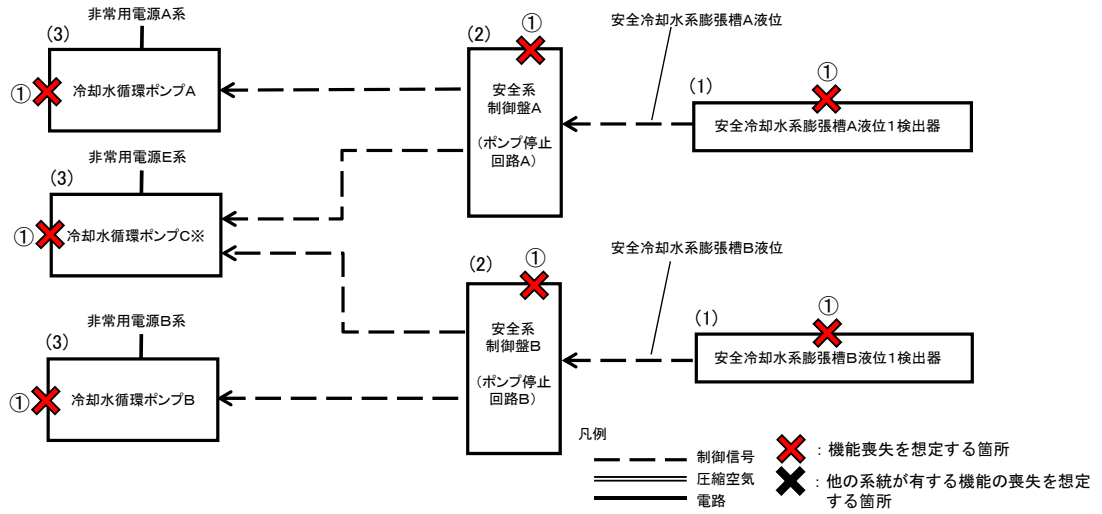 非常用電源A系
(3)
①
冷却水循環ポンプA
非常用電源E系
(3)
①
冷却水循環ポンプC※
非常用電源B系
(3)
①
冷却水循環ポンプB
(2)
①
安全系
制御盤A
(ポンプ停止
回路A)
(2)
①
安全系
制御盤B
(ポンプ停止
回路B)
安全冷却水系膨張槽A液位
(1)
①
安全冷却水系膨張槽A液位1検出器
安全冷却水系膨張槽B液位
(1)
①
安全冷却水系膨張槽B液位1検出器
凡例
制御信号
圧縮空気
電路
：機能喪失を想定する箇所
：他の系統が有する機能の喪失を想定
する箇所